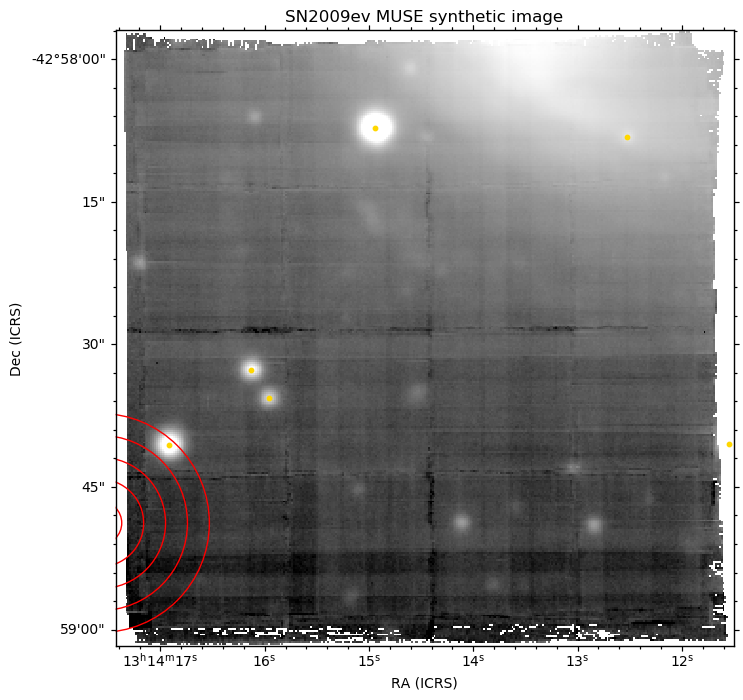 SN2009ev MUSE synthetic image
-42°58'00"
15"
30"
45"
59'00"
Dec (ICRS)
13ʰ14ᵐ17ˢ
16ˢ
15ˢ
14ˢ
13ˢ
12ˢ
RA (ICRS)